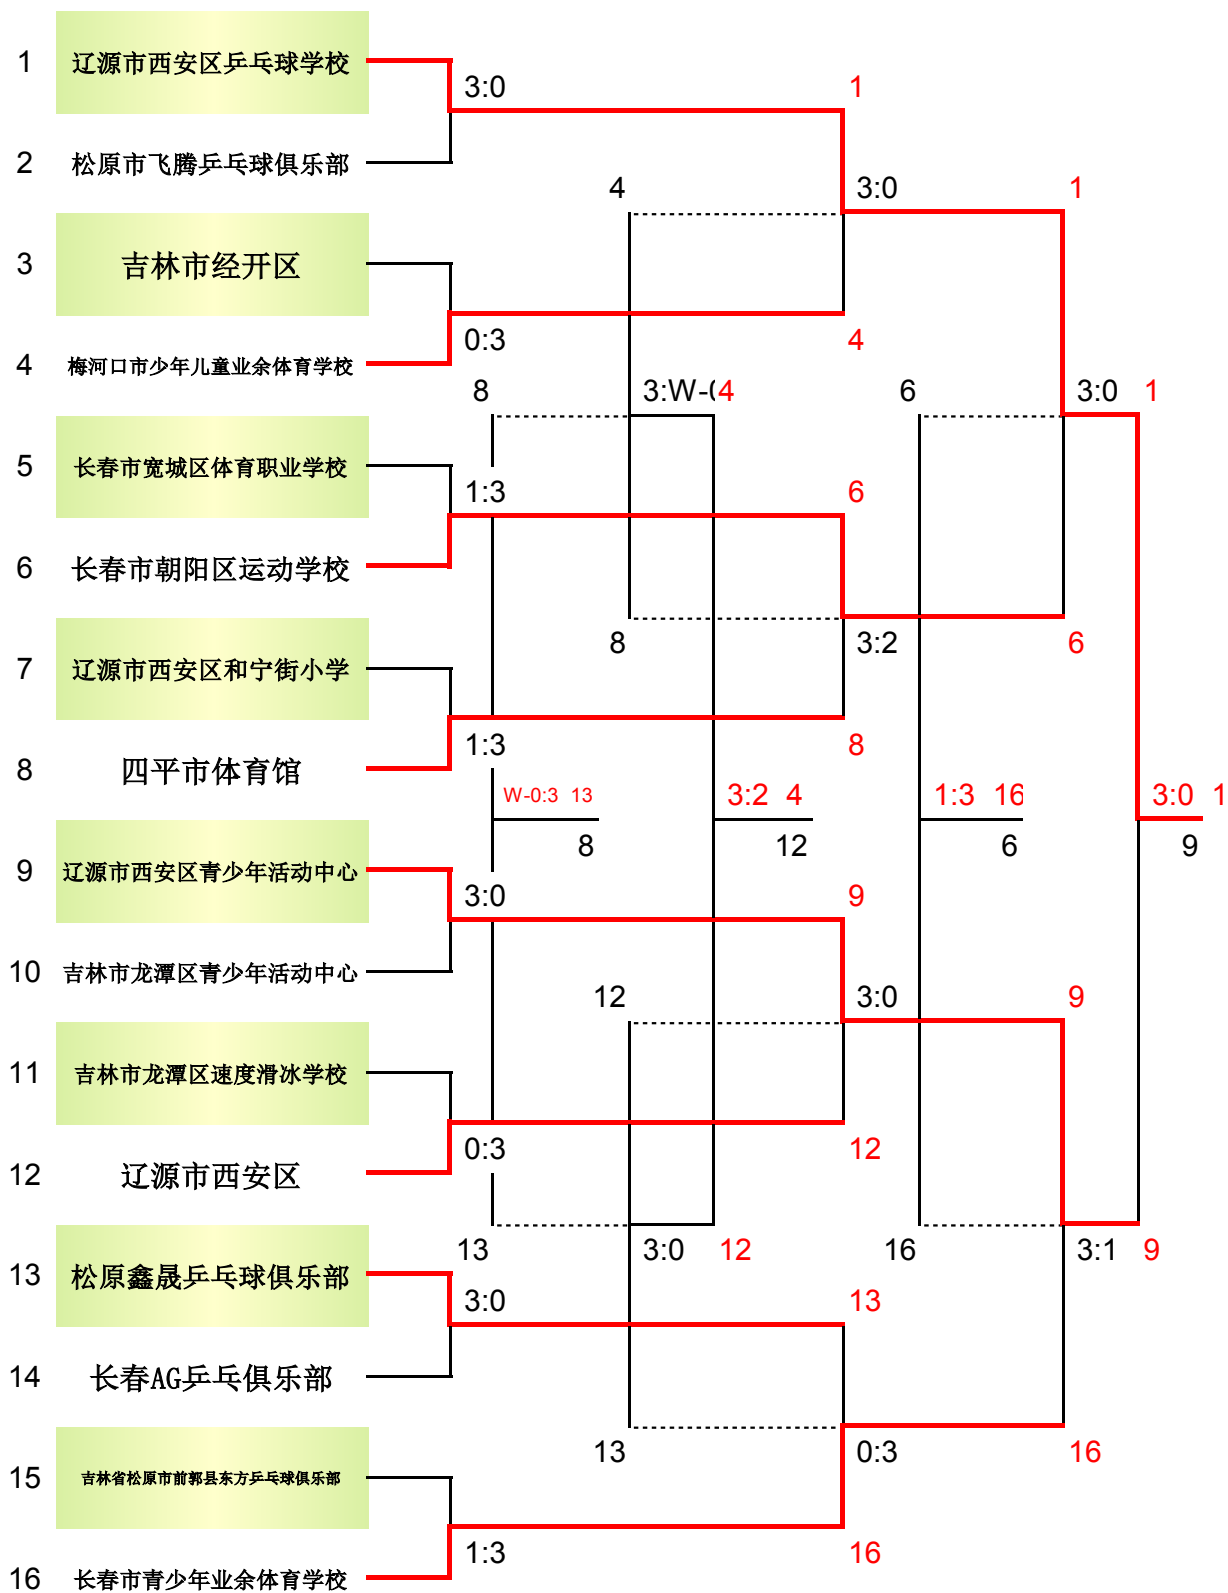 1 辽源市西安区乒乓球学校
3:0 1
2 松原市飞腾乒乓球俱乐部
4 3:0 1
3 吉林市经开区
0:3 4
4 梅河口市少年儿童业余体育学校
8 3:W-0 4 6 3:0 1
5 长春市宽城区体育职业学校
1:3 6
6 长春市朝阳区运动学校
8 3:2 6
7 辽源市西安区和宁街小学
1:3 8
8 四平市体育馆
W-0:3 13 3:2 4 1:3 16 3:0 1
8 12 6 9
9 辽源市西安区青少年活动中心
3:0 9
10 吉林市龙潭区青少年活动中心
12 3:0 9
11 吉林市龙潭区速度滑冰学校
0:3 12
12 辽源市西安区
13 3:0 12 16 3:1 9
13 松原鑫晟乒乓球俱乐部
3:0 13
14 长春AG乒乓俱乐部
13 0:3 16
15 吉林省松原市前郭县东方乒乓球俱乐部
1:3 16
16 长春市青少年业余体育学校